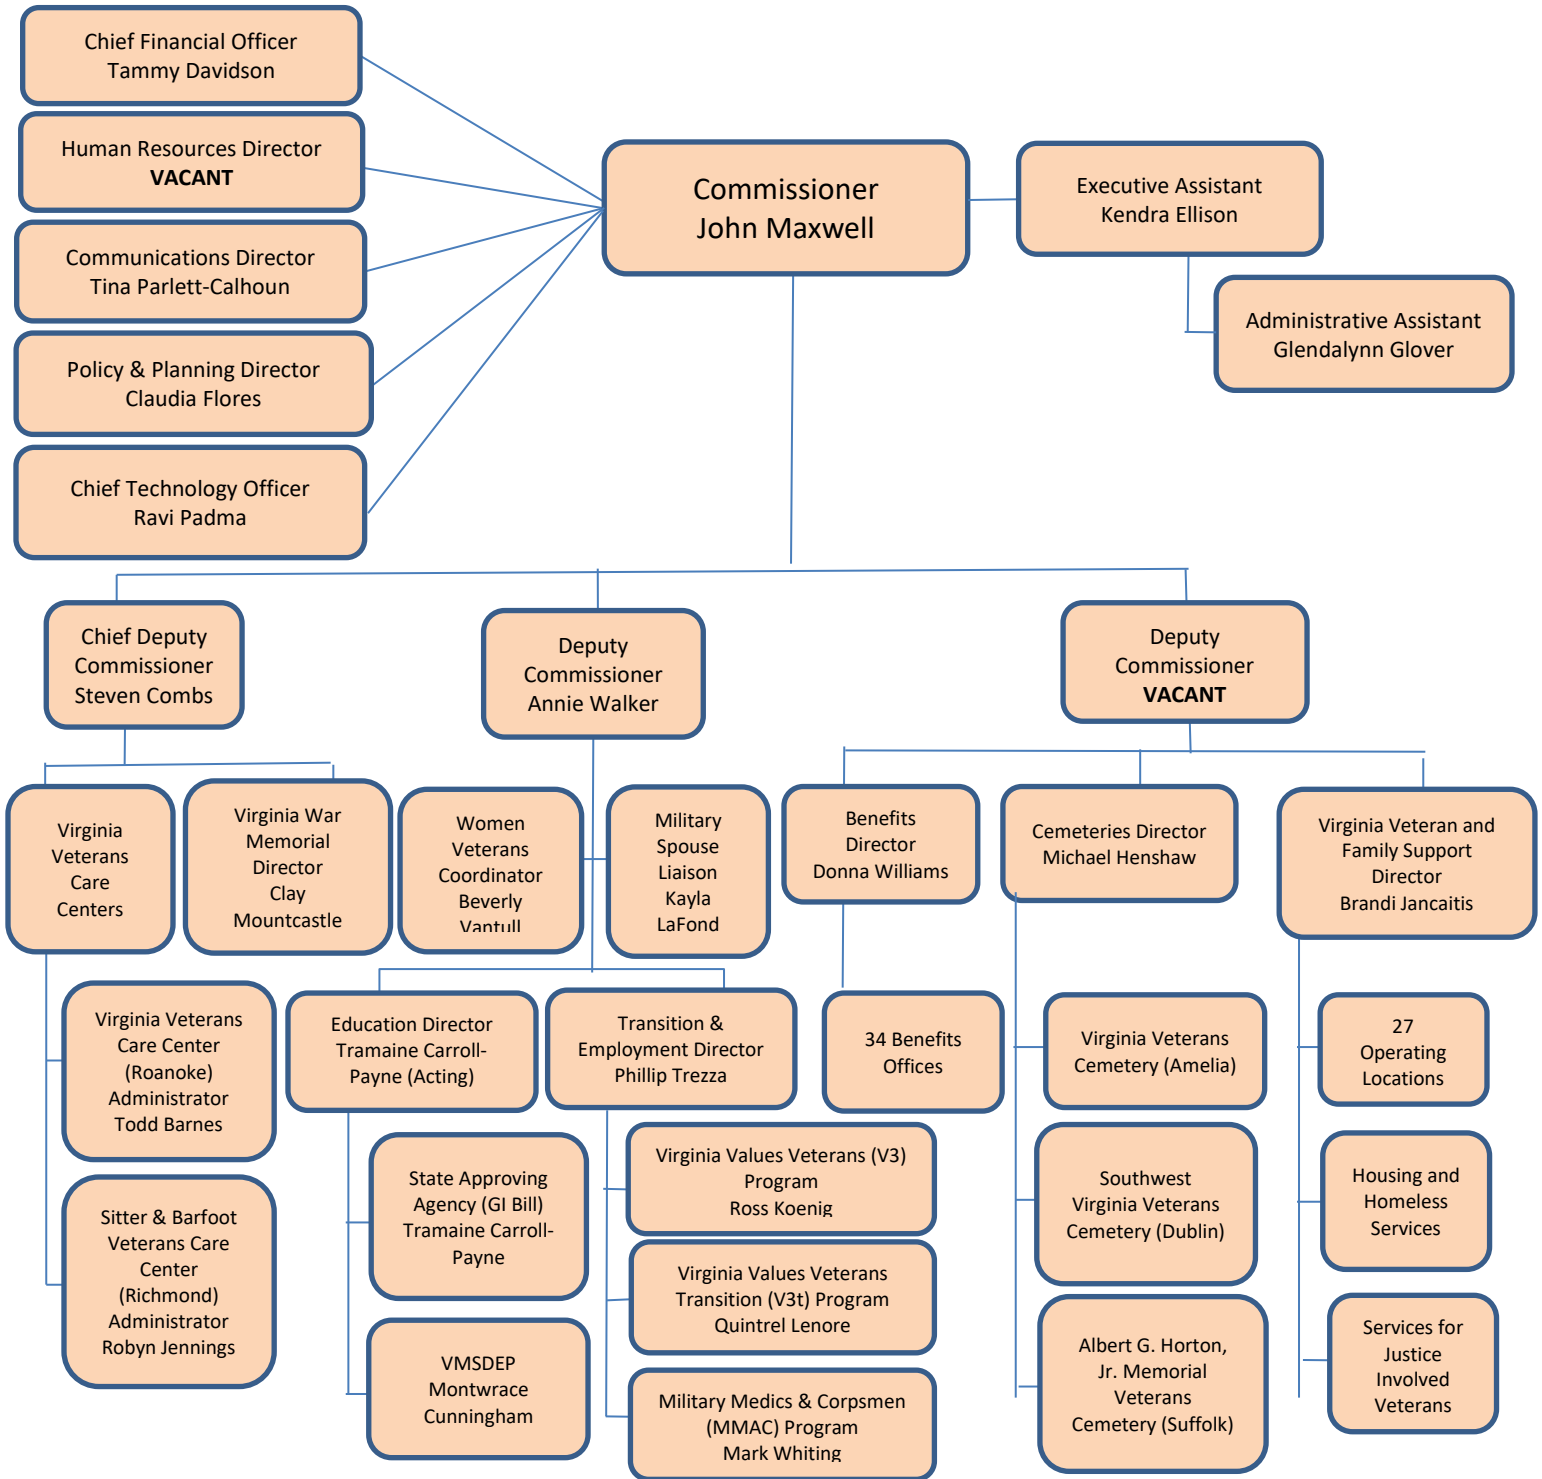 Chief Financial Officer
Tammy Davidson
Human Resources Director
VACANT
Communications Director
Tina Parlett-Calhoun
Policy & Planning Director
Claudia Flores
Chief Technology Officer
Ravi Padma
Commissioner
John Maxwell
Executive Assistant
Kendra Ellison
Administrative Assistant
Glendalynn Glover
Chief Deputy
Commissioner
Steven Combs
Deputy
Commissioner
Annie Walker
Deputy
Commissioner
VACANT
Virginia
Veterans
Care
Centers
Virginia War
Memorial
Director
Clay
Mountcastle
Women
Veterans
Coordinator
Beverly
Vantull
Military
Spouse
Liaison
Kayla
LaFond
Benefits
Director
Donna Williams
Cemeteries Director
Michael Henshaw
Virginia Veteran and
Family Support
Director
Brandi Jancaitis
Virginia Veterans
Care Center
(Roanoke)
Administrator
Todd Barnes
Sitter & Barfoot
Veterans Care
Center
(Richmond)
Administrator
Robyn Jennings
Education Director
Tramaine Carroll-
Payne (Acting)
State Approving
Agency (GI Bill)
Tramaine Carroll-
Payne
VMSDEP
Montwrace
Cunningham
Transition &
Employment Director
Phillip Trezza
Virginia Values Veterans (V3)
Program
Ross Koenig
Virginia Values Veterans
Transition (V3t) Program
Quintrel Lenore
Military Medics & Corpsmen
(MMAC) Program
Mark Whiting
34 Benefits
Offices
Virginia Veterans
Cemetery (Amelia)
Southwest
Virginia Veterans
Cemetery (Dublin)
Albert G. Horton,
Jr. Memorial
Veterans
Cemetery (Suffolk)
27
Operating
Locations
Housing and
Homeless
Services
Services for
Justice
Involved
Veterans